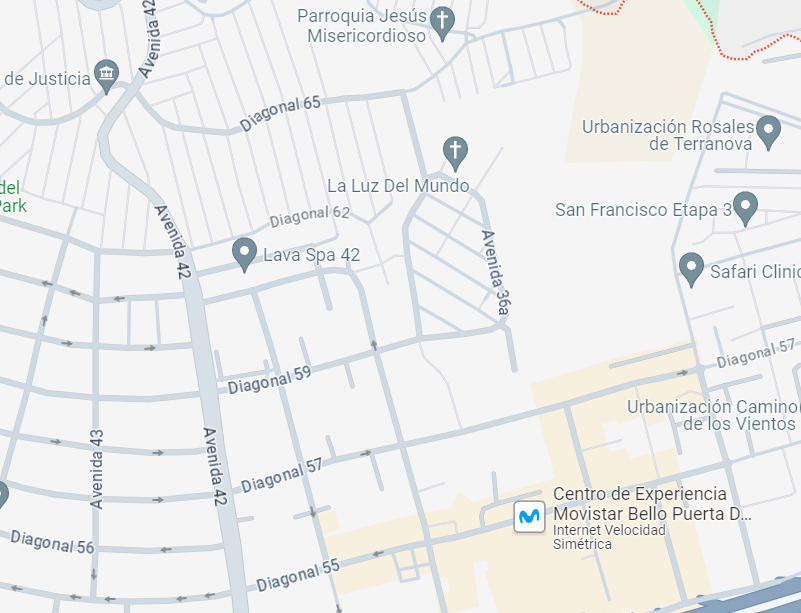 Avenida 42
Parroquia Jesús
Misericordioso
de Justicia
Diagonal 65
Urbanización Rosales
de Terranova
del
Park
La Luz Del Mundo
Diagonal 62
San Francisco Etapa 3
Avenida 42
Lava Spa 42
Avenida 36a
Safari Clinic
Diagonal 59
Diagonal 57
Urbanización Camino
de los Vientos
Avenida 43
Avenida 42
Diagonal 57
Centro de Experiencia
Movistar Bello Puerta D...
Internet Velocidad
Simétrica
Diagonal 56
Diagonal 55